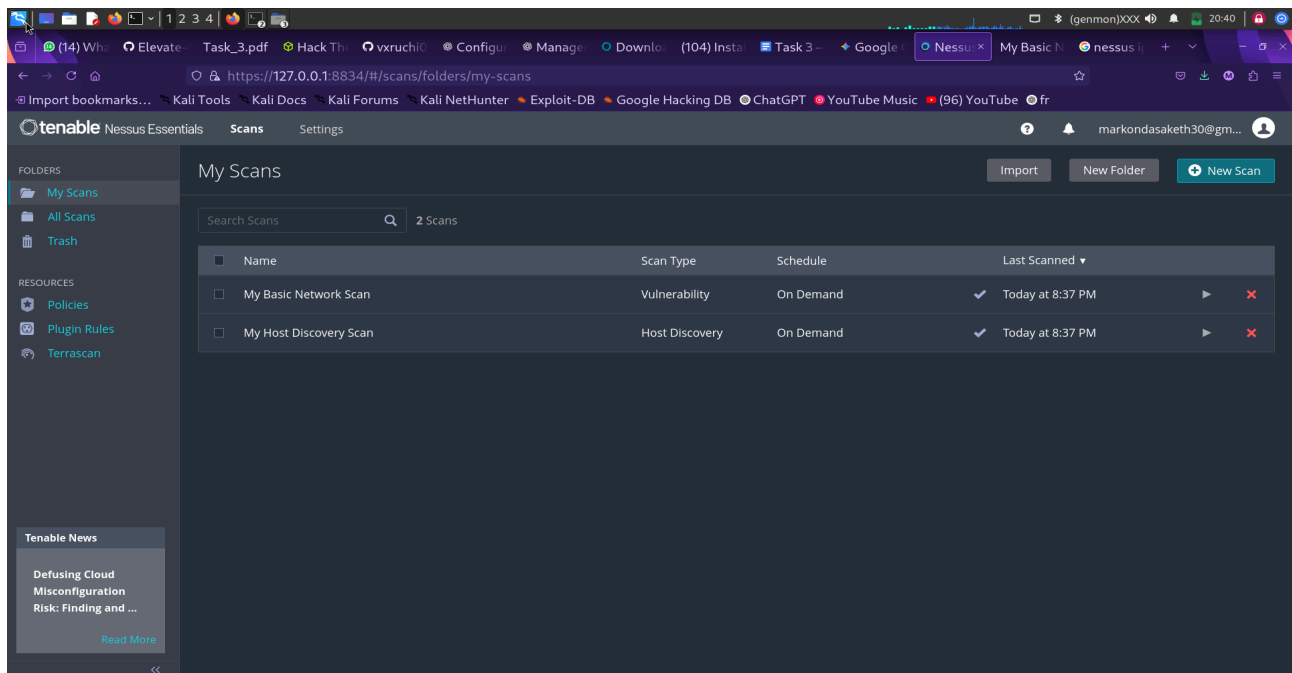 1 2 3 4 (genmon)XXX 20:40
(14) Wha Elevate- Task_3.pdf Hack The vxruchi0 Configur Manage Downloa (104) Instal Task 3 – Google Nessus My Basic N nessus i
https://127.0.0.1:8834/#/scans/folders/my-scans
Import bookmarks... Kali Tools Kali Docs Kali Forums Kali NetHunter Exploit-DB Google Hacking DB ChatGPT YouTube Music (96) YouTube fr
tenable Nessus Essentials Scans Settings markondasaketh30@gm...
FOLDERS
My Scans
All Scans
Trash
RESOURCES
Policies
Plugin Rules
Terrascan
Tenable News
Defusing Cloud
Misconfiguration
Risk: Finding and ...
Read More
My Scans Import New Folder New Scan
Search Scans 2 Scans
Name Scan Type Schedule Last Scanned
My Basic Network Scan Vulnerability On Demand Today at 8:37 PM
My Host Discovery Scan Host Discovery On Demand Today at 8:37 PM